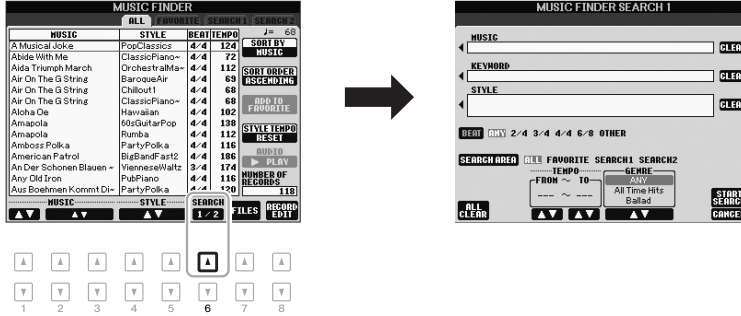 MUSIC FINDER
ALL FAVORITE SEARCH 1 SEARCH 2
MUSIC STYLE BEAT TEMPO ♩= 68
A Musical Joke PopClassics 4/4 124
Abide With Me ClassicPiano~ 4/4 72
Aida Triumph March OrchestralMa~ 4/4 112
Air On The G String BaroqueAir 4/4 69
Air On The G String Chillout1 4/4 68
Air On The G String ClassicPiano~ 4/4 68
Aloha Oe Hawaiian 4/4 102
Amapola 60sGuitarPop 4/4 138
Amapola Rumba 4/4 112
Amboss Polka PartyPolka 4/4 116
American Patrol BigBandFast2 4/4 186
An Der Schonen Blauen ~ VienneseWaltz 3/4 174
Any Old Iron PubPiano 4/4 116
Aus Boehmen Kommt Di~ PartyPolka 4/4 120
SORT BY
MUSIC
SORT ORDER
ASCENDING
ADD TO
FAVORITE
STYLE TEMPO
RESET
AUDIO
▶ PLAY
NUMBER OF
RECORDS
118
MUSIC STYLE SEARCH
▲▼ ▲▼ ▲▼ 1/2 FILES RECORD
EDIT
▲ ▲ ▲ ▲ ▲ ▲ ▲ ▲
▼ ▼ ▼ ▼ ▼ ▼ ▼ ▼
1 2 3 4 5 6 7 8
MUSIC FINDER SEARCH 1
MUSIC
CLEA
KEYWORD
CLEA
STYLE
CLEA
BEAT ANY 2/4 3/4 4/4 6/8 OTHER
SEARCH AREA ALL FAVORITE SEARCH1 SEARCH2
TEMPO GENRE
FROM ~ TO
--- ~ ---
ANY
All Time Hits
Ballad
ALL
CLEAR
▲▼ ▲▼ ▲▼
START
SEARC
CANCE